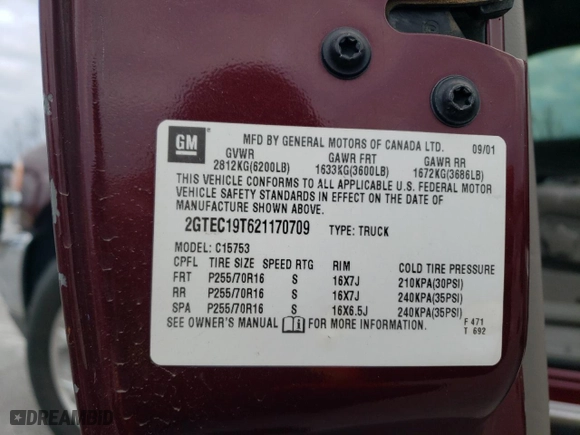 GM
MFD BY GENERAL MOTORS OF CANADA LTD. 09/01
GVWR GAWR FRT GAWR RR
2812KG(6200LB) 1633KG(3600LB) 1672KG(3686LB)
THIS VEHICLE CONFORMS TO ALL APPLICABLE U.S. FEDERAL MOTOR
VEHICLE SAFETY STANDARDS IN EFFECT ON THE DATE OF
MANUFACTURE SHOWN ABOVE.
2GTEC19T621170709 TYPE: TRUCK
MODEL: C15753
CPFL TIRE SIZE SPEED RTG RIM COLD TIRE PRESSURE
FRT P255/70R16 S 16X7J 210KPA(30PSI)
RR P255/70R16 S 16X7J 240KPA(35PSI)
SPA P255/70R16 S 16X6.5J 240KPA(35PSI)
SEE OWNER'S MANUAL FOR MORE INFORMATION
F 471
T 692
DREAMBID